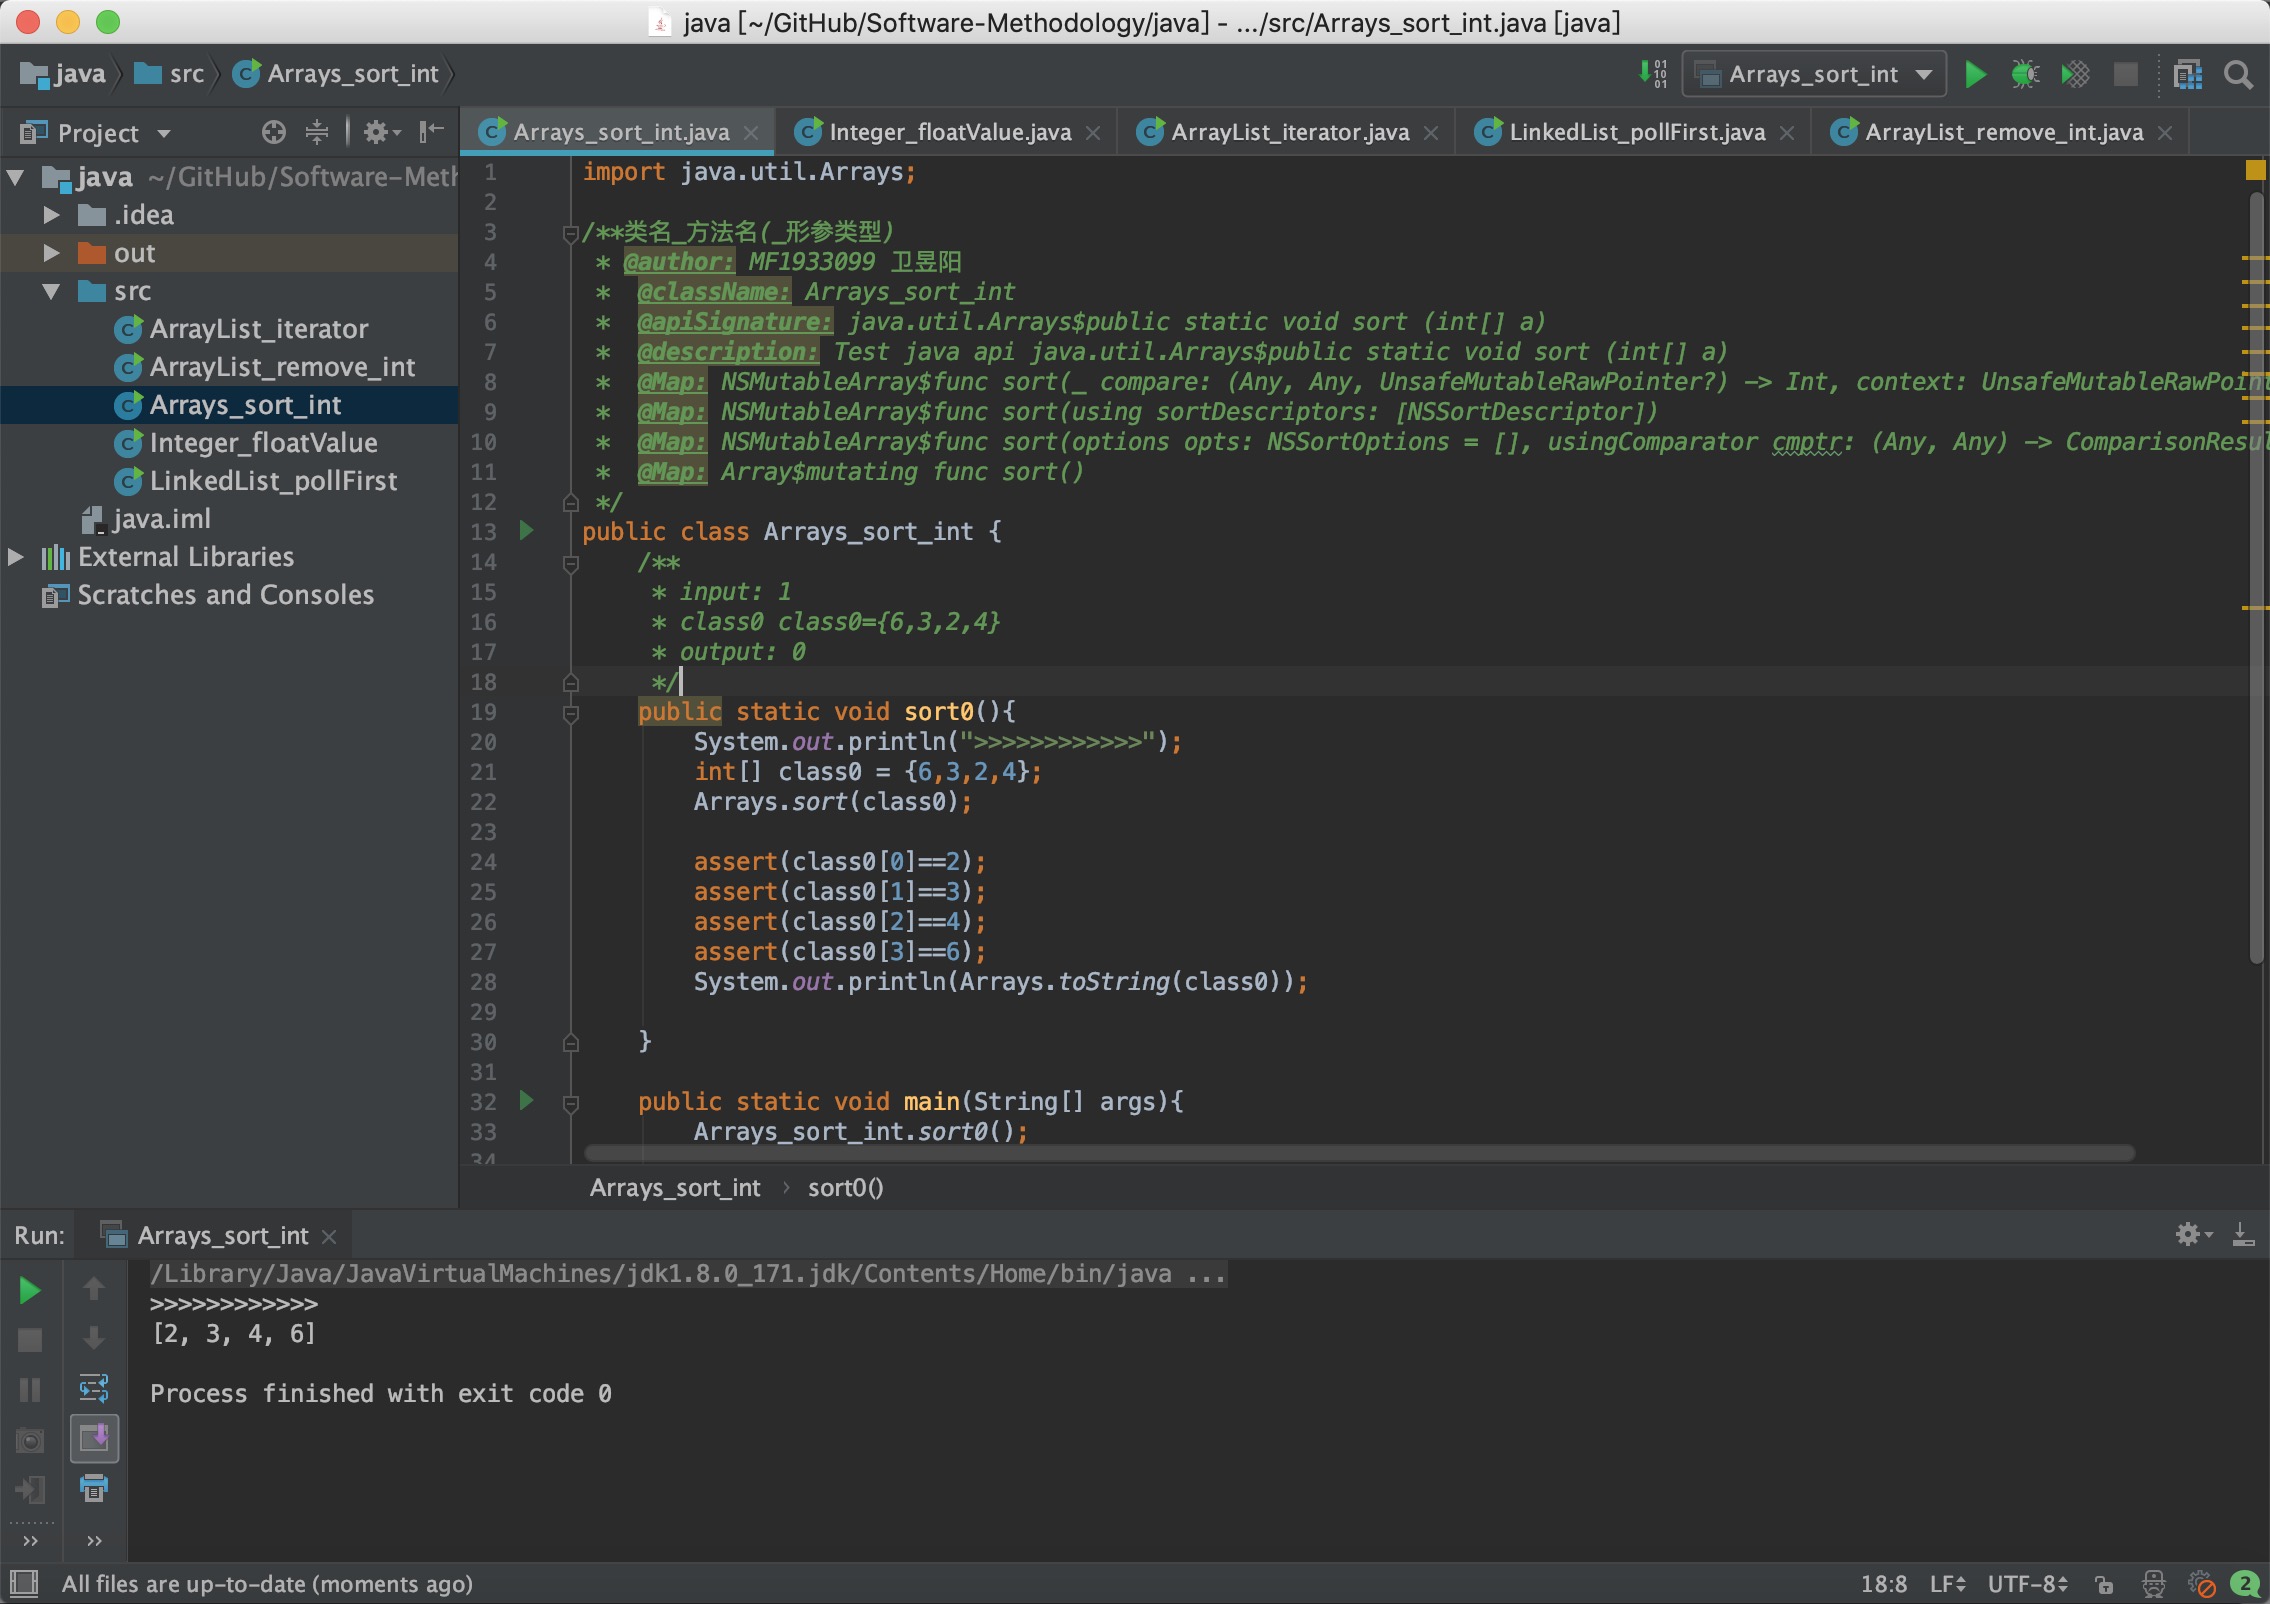 java [~/GitHub/Software-Methodology/java] - .../src/Arrays_sort_int.java [java]
java src Arrays_sort_int
Arrays_sort_int
Project
Arrays_sort_int.java Integer_floatValue.java ArrayList_iterator.java LinkedList_pollFirst.java ArrayList_remove_int.java
java ~/GitHub/Software-Meth
.idea
out
src
ArrayList_iterator
ArrayList_remove_int
Arrays_sort_int
Integer_floatValue
LinkedList_pollFirst
java.iml
External Libraries
Scratches and Consoles
1 import java.util.Arrays;
2
3 /**类名_方法名(_形参类型)
4 * @author: MF1933099 卫昱阳
5 * @className: Arrays_sort_int
6 * @apiSignature: java.util.Arrays$public static void sort (int[] a)
7 * @description: Test java api java.util.Arrays$public static void sort (int[] a)
8 * @Map: NSMutableArray$func sort(_ compare: (Any, Any, UnsafeMutableRawPointer?) -> Int, context: UnsafeMutableRawPoint
9 * @Map: NSMutableArray$func sort(using sortDescriptors: [NSSortDescriptor])
10 * @Map: NSMutableArray$func sort(options opts: NSSortOptions = [], usingComparator cmptr: (Any, Any) -> ComparisonResul
11 * @Map: Array$mutating func sort()
12 */
13 public class Arrays_sort_int {
14 /**
15 * input: 1
16 * class0 class0={6,3,2,4}
17 * output: 0
18 */
19 public static void sort0(){
20 System.out.println(">>>>>>>>>>>>");
21 int[] class0 = {6,3,2,4};
22 Arrays.sort(class0);
23
24 assert(class0[0]==2);
25 assert(class0[1]==3);
26 assert(class0[2]==4);
27 assert(class0[3]==6);
28 System.out.println(Arrays.toString(class0));
29
30 }
31
32 public static void main(String[] args){
33 Arrays_sort_int.sort0();
34
Arrays_sort_int › sort0()
Run: Arrays_sort_int
/Library/Java/JavaVirtualMachines/jdk1.8.0_171.jdk/Contents/Home/bin/java ...
>>>>>>>>>>>>
[2, 3, 4, 6]
Process finished with exit code 0
All files are up-to-date (moments ago)
18:8 LF UTF-8 2